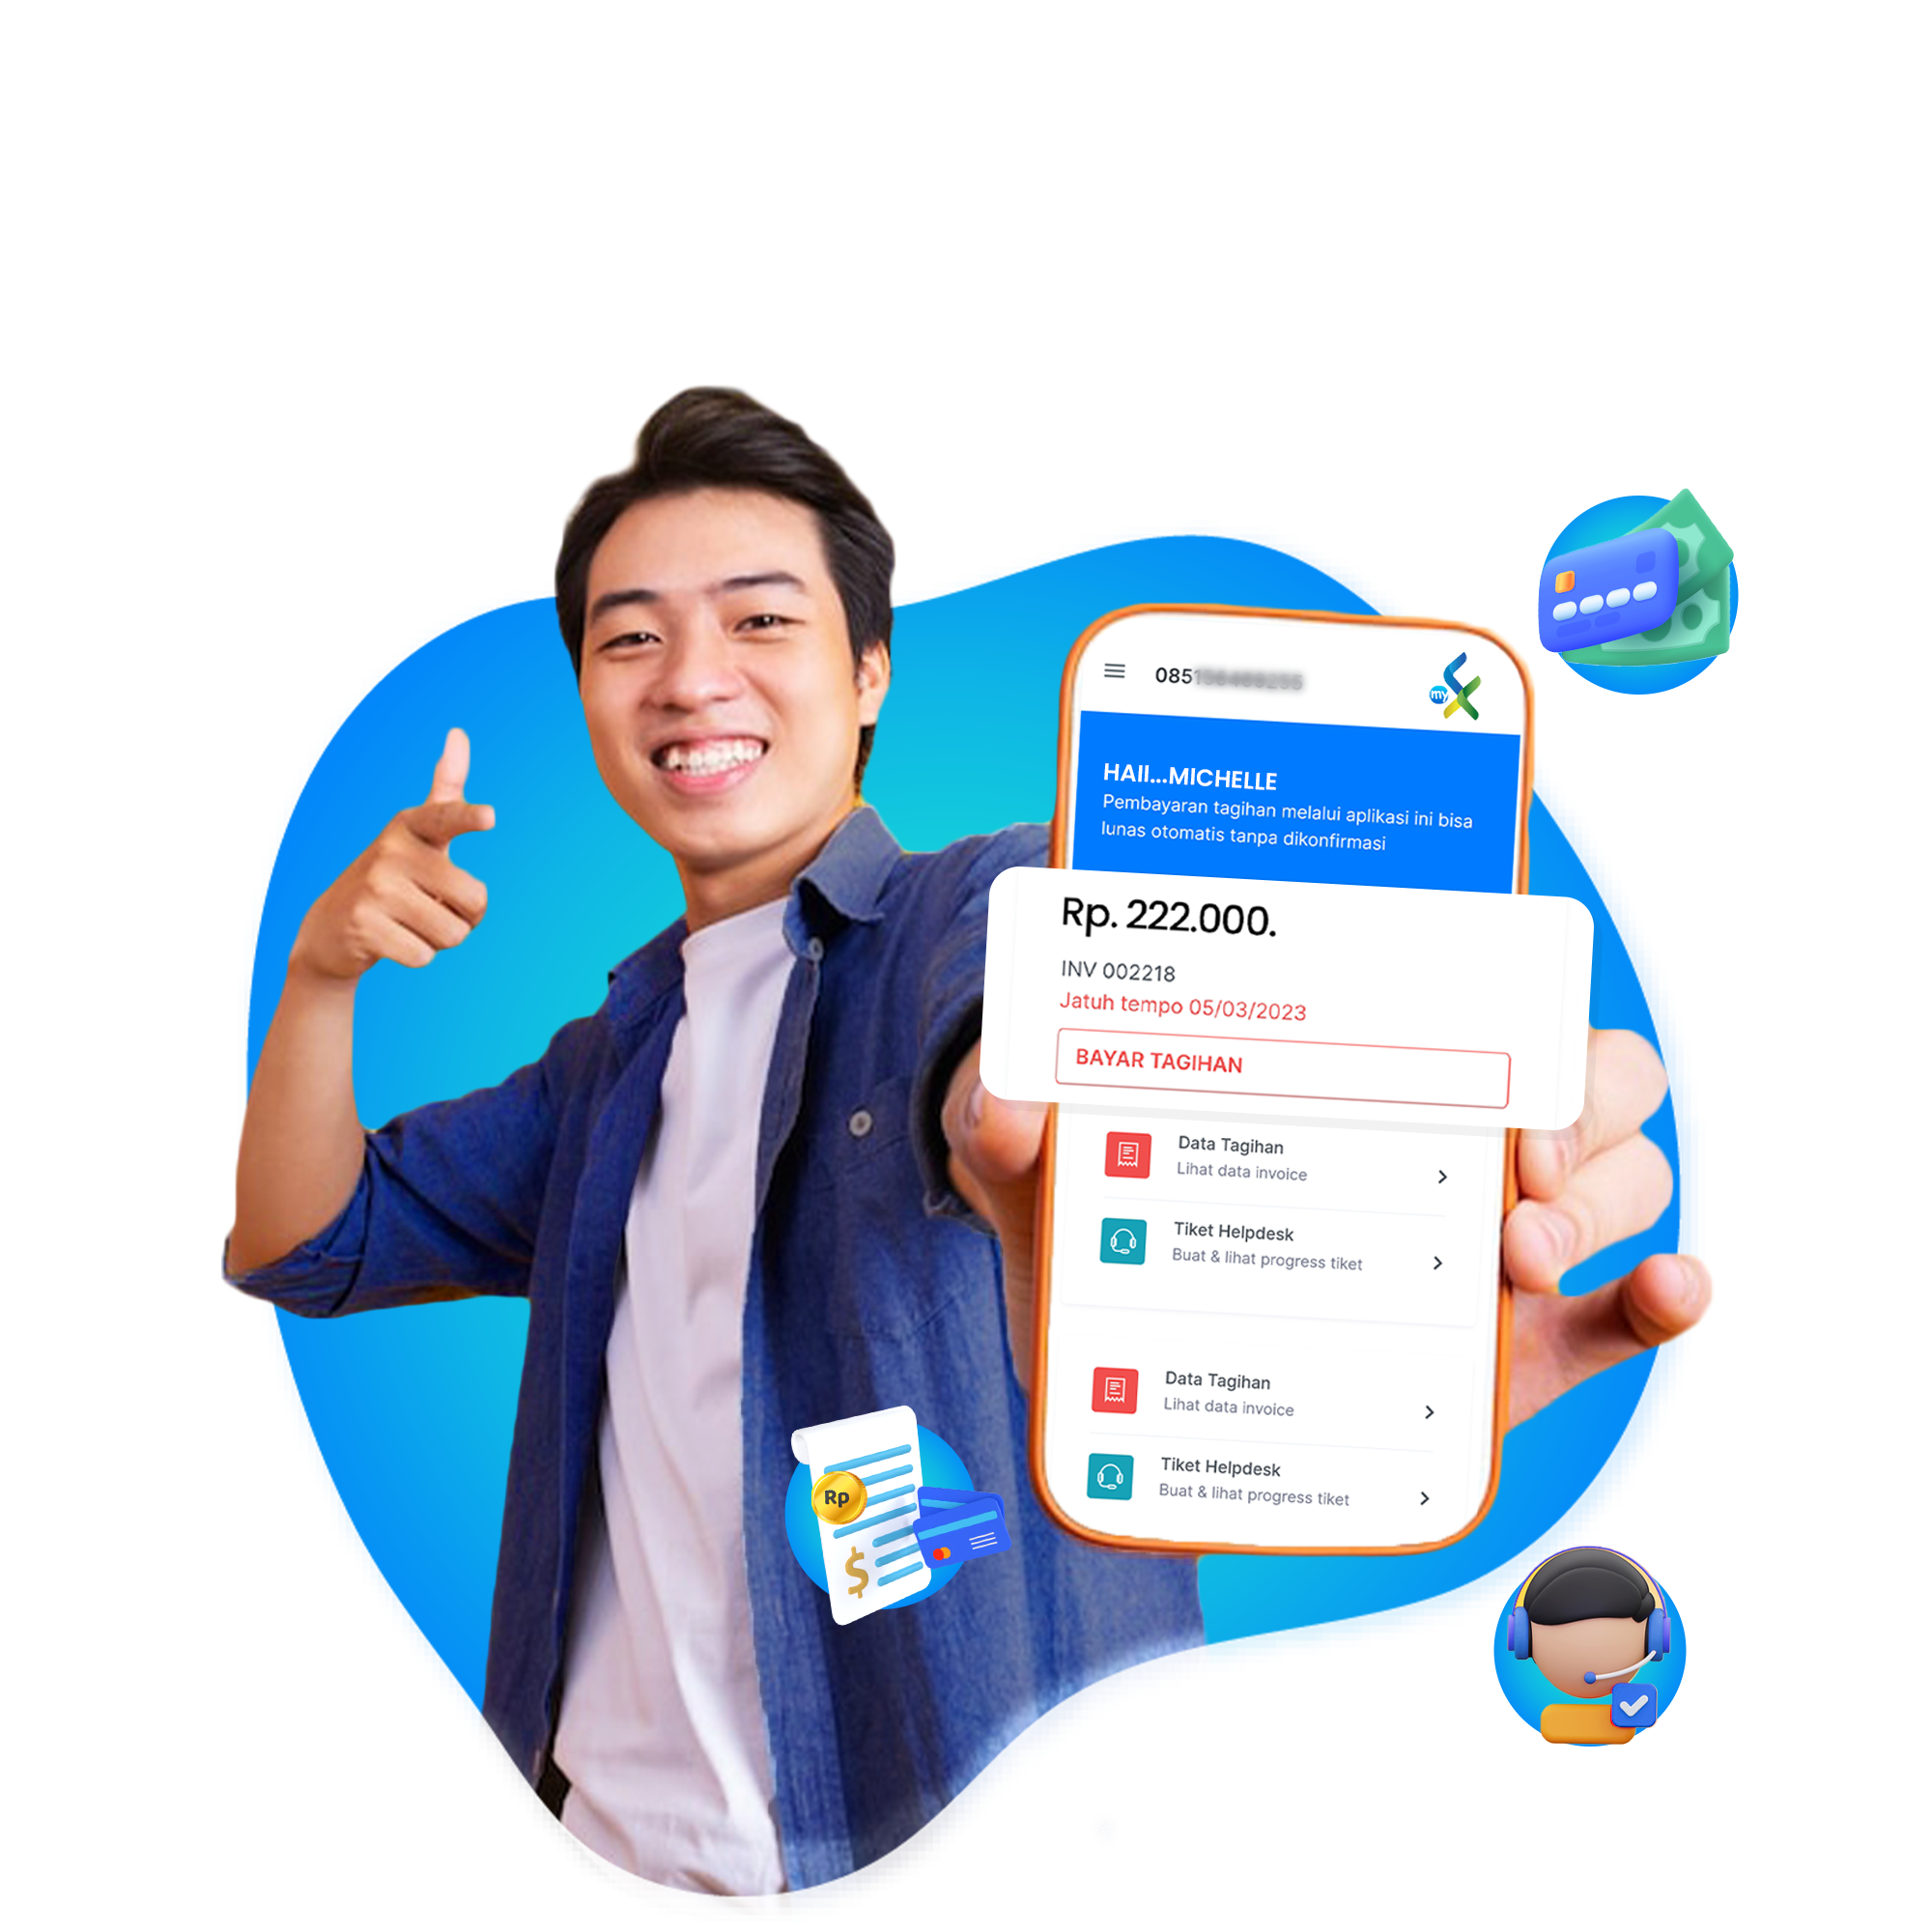 085
my
HAII...MICHELLE
Pembayaran tagihan melalui aplikasi ini bisa
lunas otomatis tanpa dikonfirmasi
Rp. 222.000.
INV 002218
Jatuh tempo 05/03/2023
BAYAR TAGIHAN
Data Tagihan
Lihat data invoice
Tiket Helpdesk
Buat & lihat progress tiket
Data Tagihan
Lihat data invoice
Tiket Helpdesk
Buat & lihat progress tiket
Rp
$